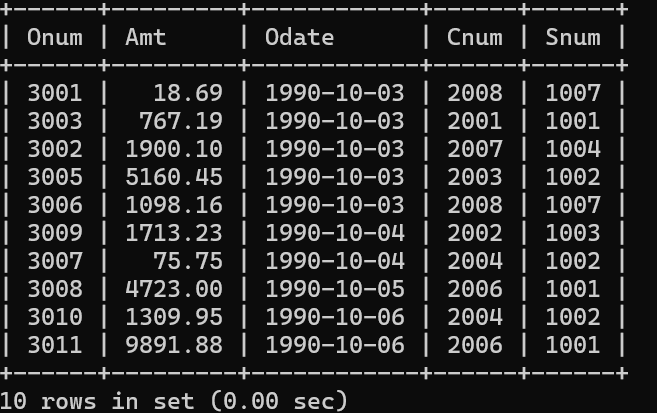 +------+---------+------------+------+------+
| Onum | Amt     | Odate      | Cnum | Snum |
+------+---------+------------+------+------+
| 3001 |   18.69 | 1990-10-03 | 2008 | 1007 |
| 3003 |  767.19 | 1990-10-03 | 2001 | 1001 |
| 3002 | 1900.10 | 1990-10-03 | 2007 | 1004 |
| 3005 | 5160.45 | 1990-10-03 | 2003 | 1002 |
| 3006 | 1098.16 | 1990-10-03 | 2008 | 1007 |
| 3009 | 1713.23 | 1990-10-04 | 2002 | 1003 |
| 3007 |   75.75 | 1990-10-04 | 2004 | 1002 |
| 3008 | 4723.00 | 1990-10-05 | 2006 | 1001 |
| 3010 | 1309.95 | 1990-10-06 | 2004 | 1002 |
| 3011 | 9891.88 | 1990-10-06 | 2006 | 1001 |
+------+---------+------------+------+------+
10 rows in set (0.00 sec)